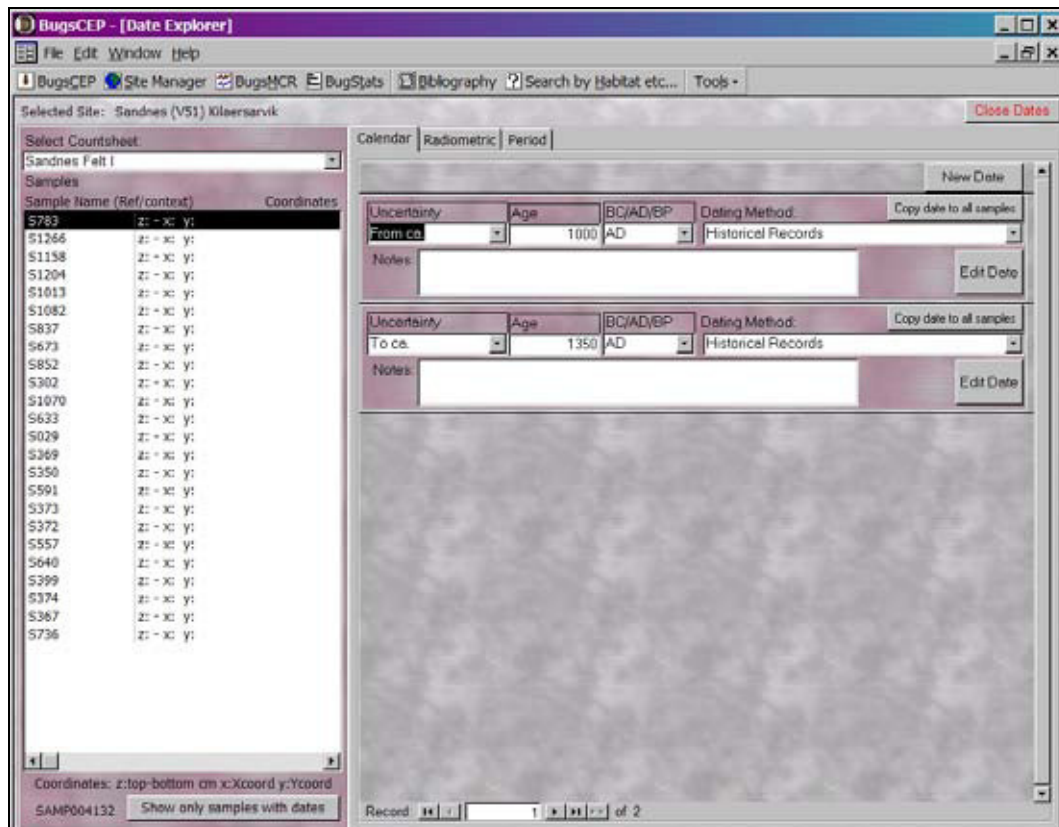 BugsCEP - [Date Explorer]
File Edit Window Help
BugsCEP Site Manager BugsMCR BugStats Bibliography Search by Habitat etc... Tools
Selected Site: Sandnes (V51) Kilaersarvik
Close Dates
Select Countsheet:
Sandnes Felt I
Samples
Sample Name (Ref/context) Coordinates
S783 z: - x: y:
S1266 z: - x: y:
S1158 z: - x: y:
S1204 z: - x: y:
S1013 z: - x: y:
S1082 z: - x: y:
S837 z: - x: y:
S673 z: - x: y:
S852 z: - x: y:
S302 z: - x: y:
S1070 z: - x: y:
S633 z: - x: y:
S029 z: - x: y:
S369 z: - x: y:
S350 z: - x: y:
S591 z: - x: y:
S373 z: - x: y:
S372 z: - x: y:
S557 z: - x: y:
S640 z: - x: y:
S399 z: - x: y:
S374 z: - x: y:
S367 z: - x: y:
S736 z: - x: y:
Coordinates: z:top-bottom cm x:Xcoord y:Ycoord
SAMP004132 Show only samples with dates
Calendar Radiometric Period
New Date
Uncertainty Age BC/AD/BP Dating Method: Copy date to all samples
From ca. 1000 AD Historical Records
Notes: Edit Date
Uncertainty Age BC/AD/BP Dating Method: Copy date to all samples
To ca. 1350 AD Historical Records
Notes: Edit Date
Record: 1 of 2